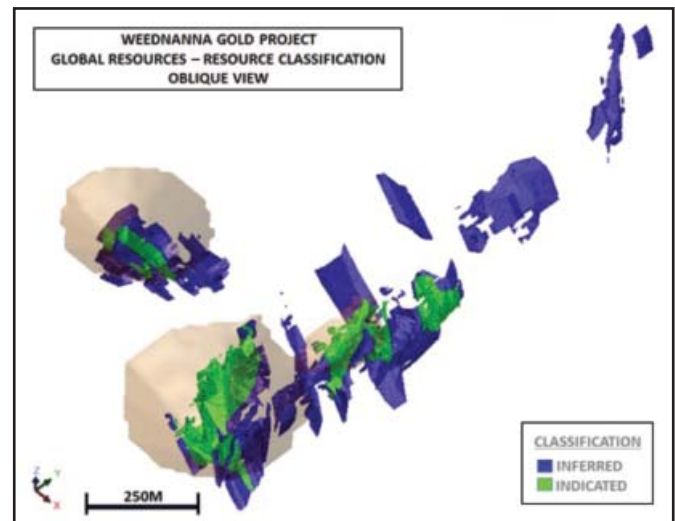 WEEDNANNA GOLD PROJECT
GLOBAL RESOURCES – RESOURCE CLASSIFICATION
OBLIQUE VIEW
CLASSIFICATION
INFERRED
INDICATED
Z
Y
X
250M